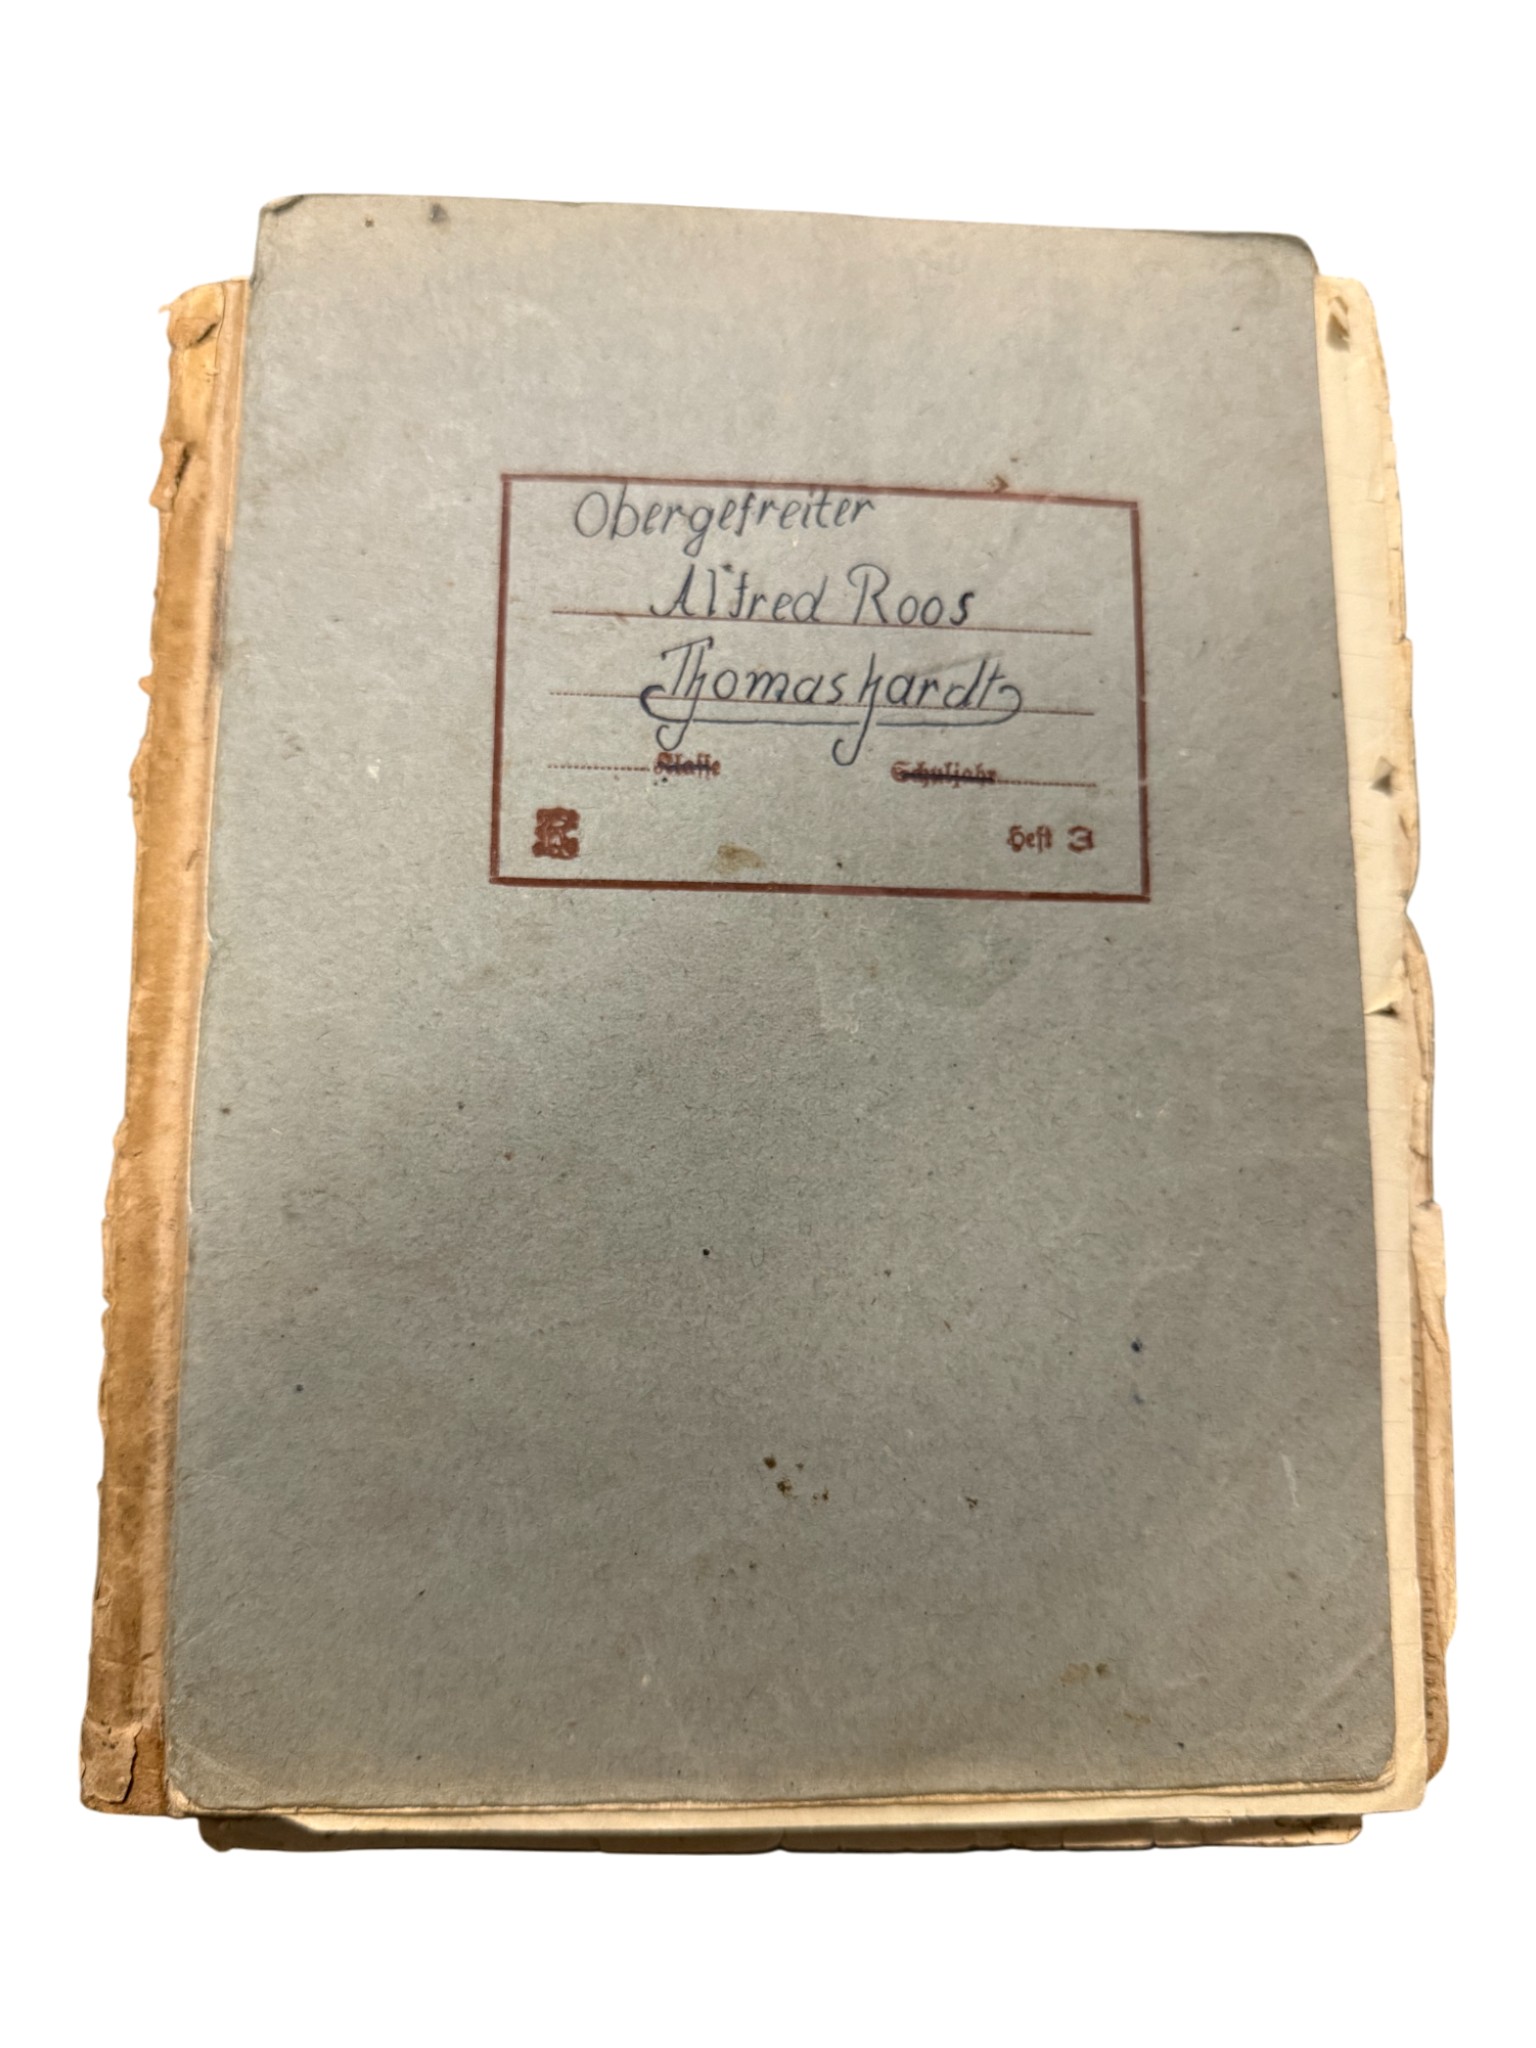 Obergefreiter
Alfred Roos
Thomashardt
Klasse Schuljahr
E Heft 3